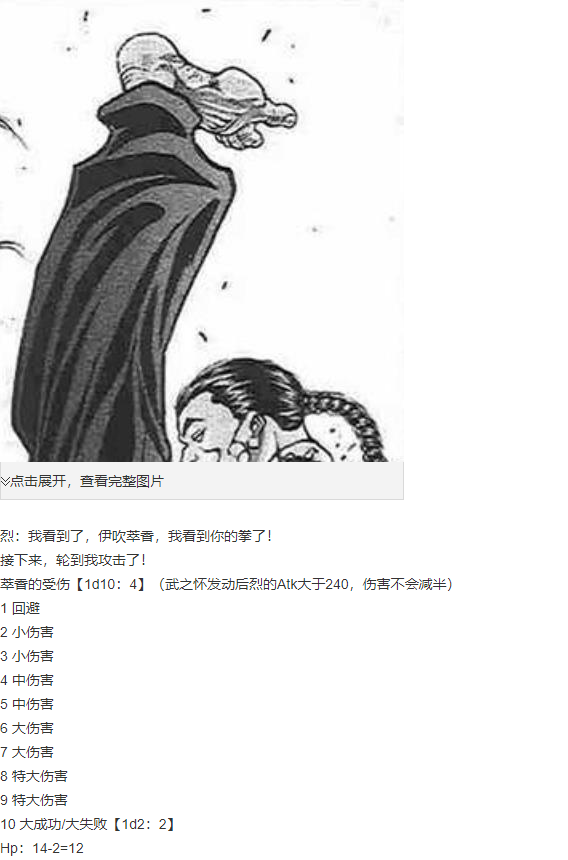 点击展开，查看完整图片
烈：我看到了，伊吹萃香，我看到你的拳了！
接下来，轮到我攻击了！
萃香的受伤【1d10：4】（武之怀发动后烈的Atk大于240，伤害不会减半）
1 回避
2 小伤害
3 小伤害
4 中伤害
5 中伤害
6 大伤害
7 大伤害
8 特大伤害
9 特大伤害
10 大成功/大失败【1d2：2】
Hp：14-2=12